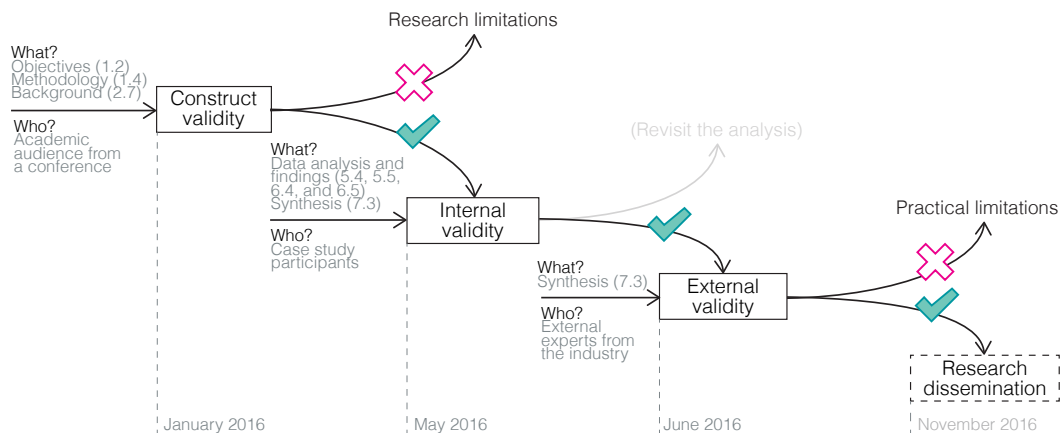 Research limitations
What?
Objectives (1.2)
Methodology (1.4)
Background (2.7)
Construct
validity
Who?
Academic
audience from
a conference
(Revisit the analysis)
What?
Data analysis and
findings (5.4, 5.5,
6.4, and 6.5)
Synthesis (7.3)
Internal
validity
Who?
Case study
participants
Practical limitations
What?
Synthesis (7.3)
External
validity
Who?
External
experts from
the industry
Research
dissemination
January 2016
May 2016
June 2016
November 2016